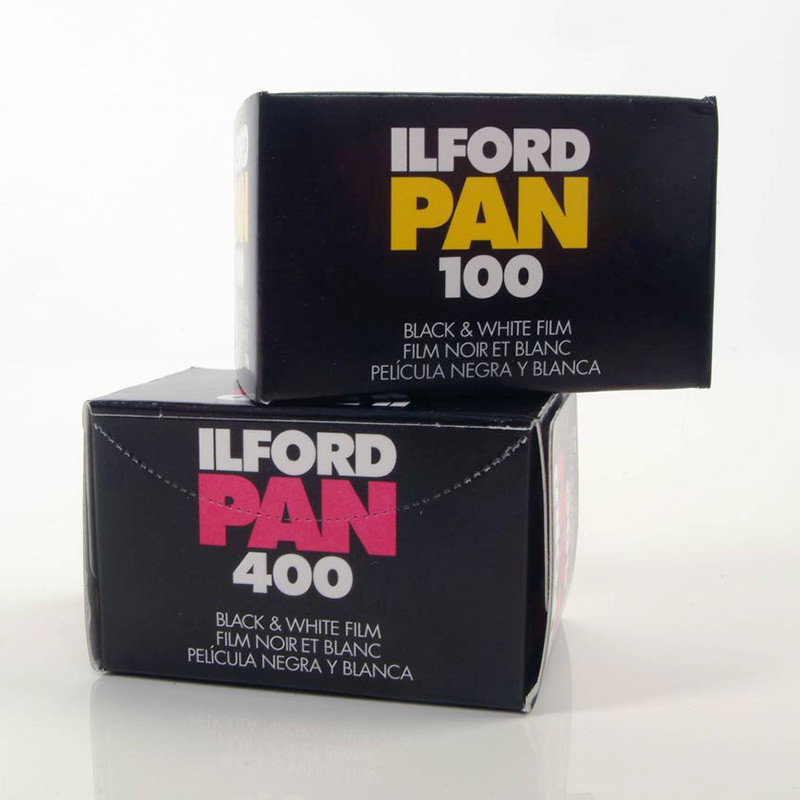 ILFORD
PAN
100
BLACK & WHITE FILM
FILM NOIR ET BLANC
PELÍCULA NEGRA Y BLANCA
ILFORD
PAN
400
BLACK & WHITE FILM
FILM NOIR ET BLANC
PELÍCULA NEGRA Y BLANCA